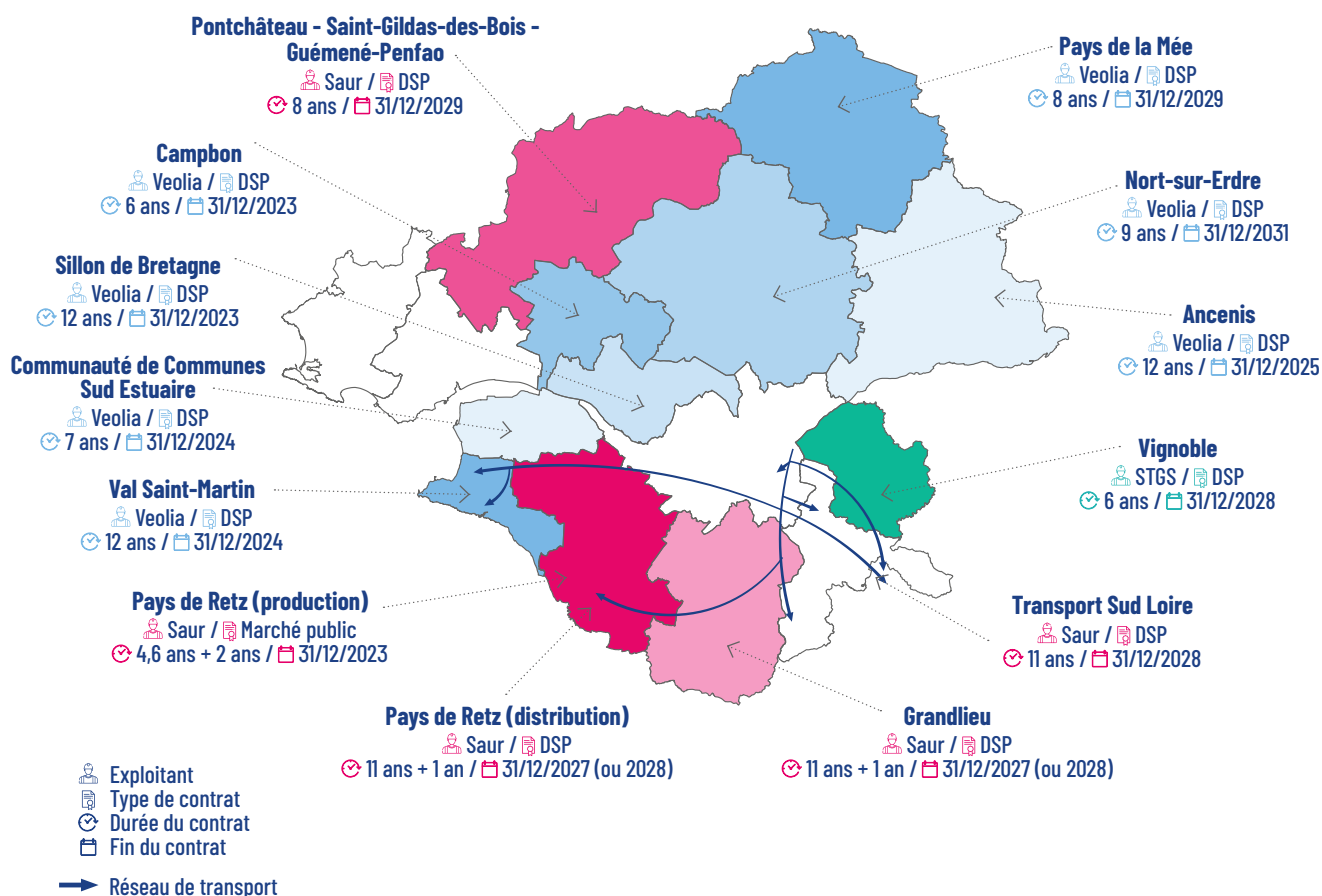 Pontchâteau - Saint-Gildas-des-Bois -
Guémené-Penfao
Saur / DSP
8 ans / 31/12/2029
Pays de la Mée
Veolia / DSP
8 ans / 31/12/2029
Campbon
Veolia / DSP
6 ans / 31/12/2023
Nort-sur-Erdre
Veolia / DSP
9 ans / 31/12/2031
Sillon de Bretagne
Veolia / DSP
12 ans / 31/12/2023
Ancenis
Veolia / DSP
12 ans / 31/12/2025
Communauté de Communes
Sud Estuaire
Veolia / DSP
7 ans / 31/12/2024
Vignoble
STGS / DSP
6 ans / 31/12/2028
Val Saint-Martin
Veolia / DSP
12 ans / 31/12/2024
Pays de Retz (production)
Saur / Marché public
4,6 ans + 2 ans / 31/12/2023
Transport Sud Loire
Saur / DSP
11 ans / 31/12/2028
Pays de Retz (distribution)
Saur / DSP
11 ans + 1 an / 31/12/2027 (ou 2028)
Grandlieu
Saur / DSP
11 ans + 1 an / 31/12/2027 (ou 2028)
Exploitant
Type de contrat
Durée du contrat
Fin du contrat
Réseau de transport